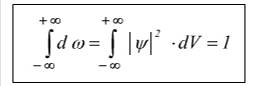 +∞ ∫ −∞ d ω = +∞ ∫ −∞ |ψ|² · dV = 1